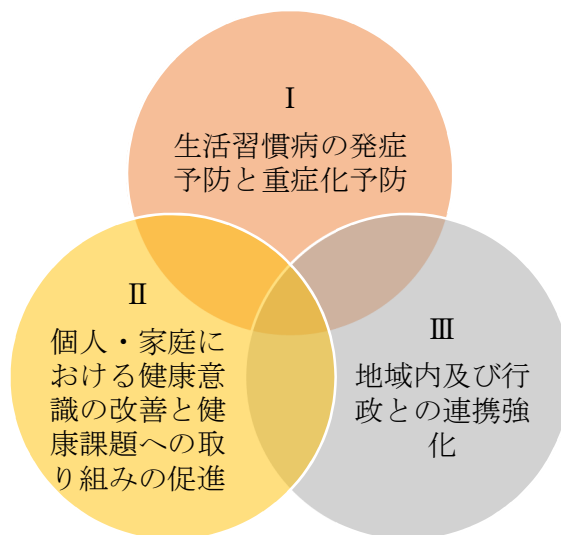 Ⅰ
生活習慣病の発症
予防と重症化予防
Ⅱ
個人・家庭に
おける健康意
識の改善と健
康課題への取
り組みの促進
Ⅲ
地域内及び行
政との連携強
化